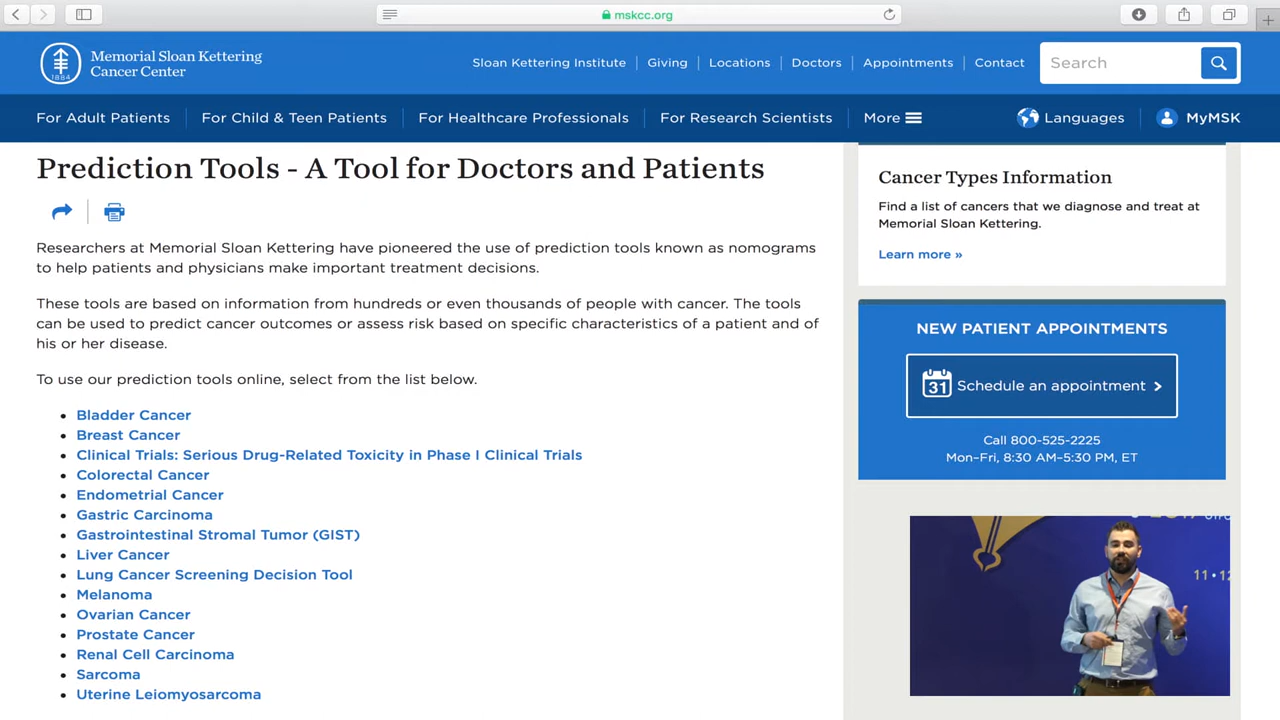 mskcc.org
Memorial Sloan Kettering
Cancer Center
1884
Sloan Kettering Institute
Giving
Locations
Doctors
Appointments
Contact
Search
For Adult Patients
For Child & Teen Patients
For Healthcare Professionals
For Research Scientists
More
Languages
MyMSK
Prediction Tools - A Tool for Doctors and Patients
Researchers at Memorial Sloan Kettering have pioneered the use of prediction tools known as nomograms
to help patients and physicians make important treatment decisions.
These tools are based on information from hundreds or even thousands of people with cancer. The tools
can be used to predict cancer outcomes or assess risk based on specific characteristics of a patient and of
his or her disease.
To use our prediction tools online, select from the list below.
Bladder Cancer
Breast Cancer
Clinical Trials: Serious Drug-Related Toxicity in Phase I Clinical Trials
Colorectal Cancer
Endometrial Cancer
Gastric Carcinoma
Gastrointestinal Stromal Tumor (GIST)
Liver Cancer
Lung Cancer Screening Decision Tool
Melanoma
Ovarian Cancer
Prostate Cancer
Renal Cell Carcinoma
Sarcoma
Uterine Leiomyosarcoma
Cancer Types Information
Find a list of cancers that we diagnose and treat at
Memorial Sloan Kettering.
Learn more »
NEW PATIENT APPOINTMENTS
31
Schedule an appointment >
Call 800-525-2225
Mon–Fri, 8:30 AM–5:30 PM, ET
11•12